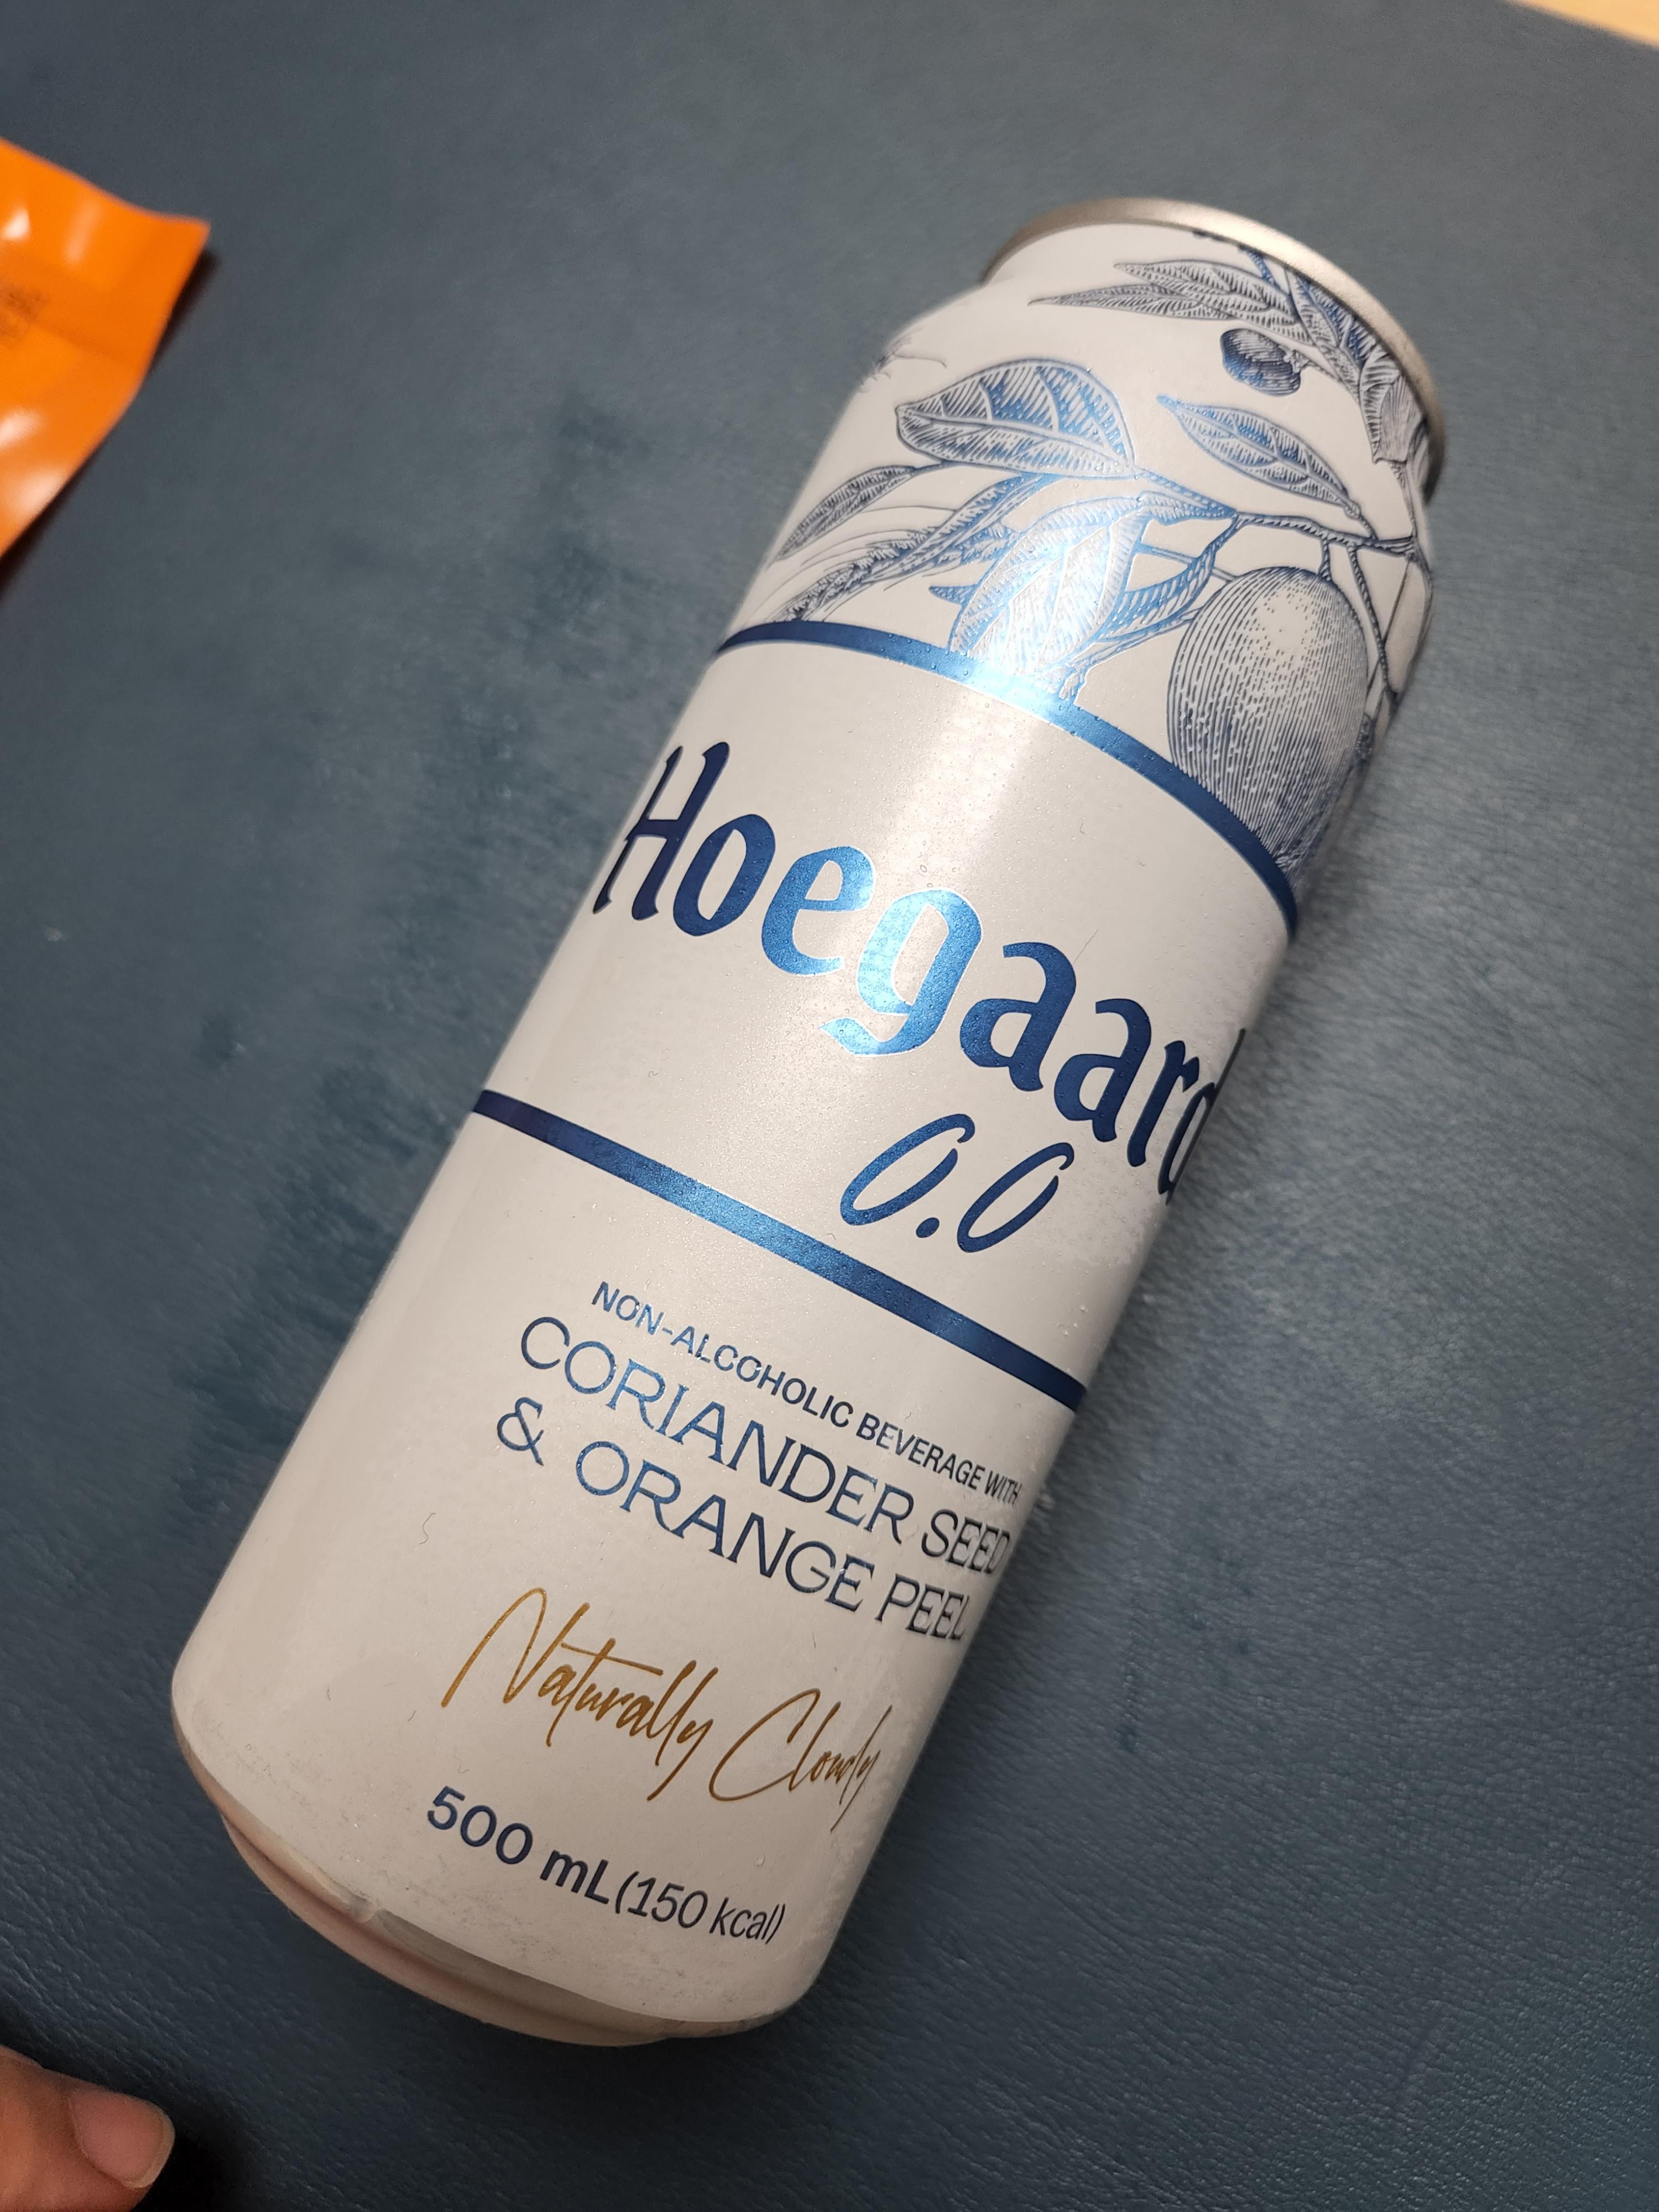 Hoegaard
0.0
NON-ALCOHOLIC BEVERAGE WITH
CORIANDER SEED
& ORANGE PEEL
Naturally Cloudy
500 mL(150 kcal)